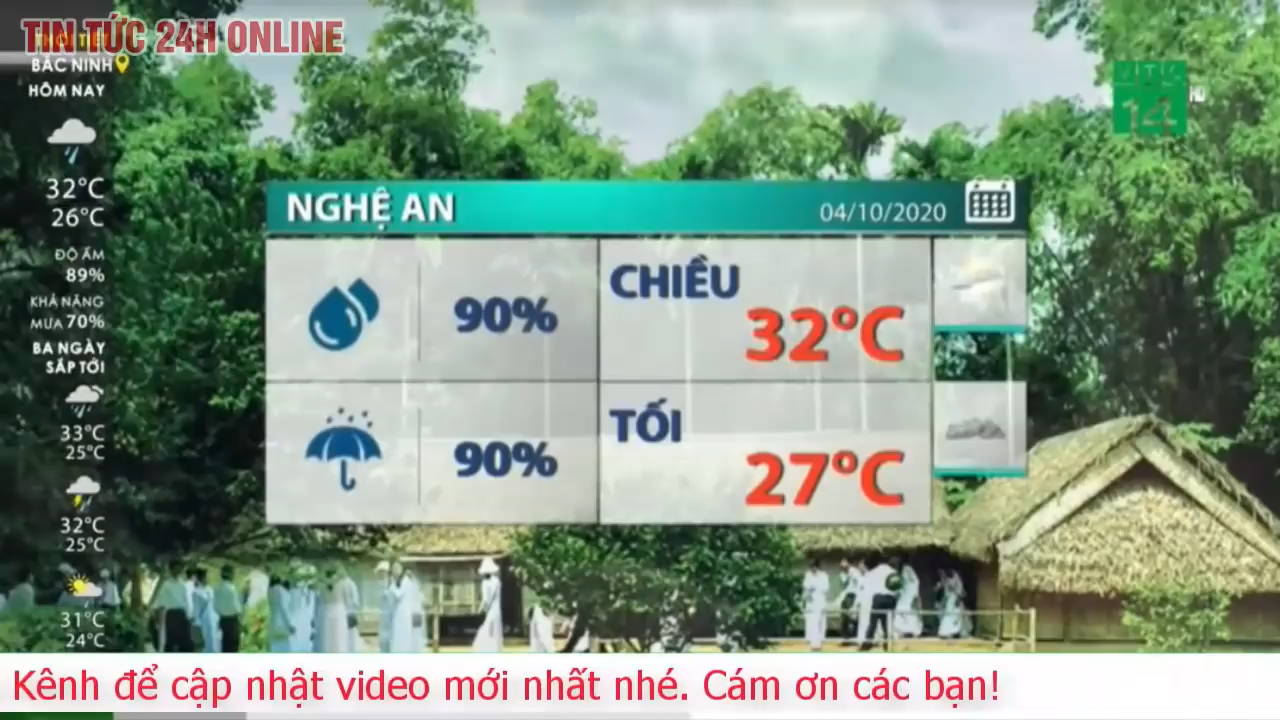 TIN TỨC 24H ONLINE
BẮC NINH
HÔM NAY
32°C
26°C
ĐỘ ẨM
89%
KHẢ NĂNG
MƯA 70%
BA NGÀY
SẮP TỚI
33°C
25°C
32°C
25°C
31°C
24°C
14
HD
NGHỆ AN
04/10/2020
90%
CHIỀU
32°C
90%
TỐI
27°C
Kênh để cập nhật video mới nhất nhé. Cám ơn các bạn!